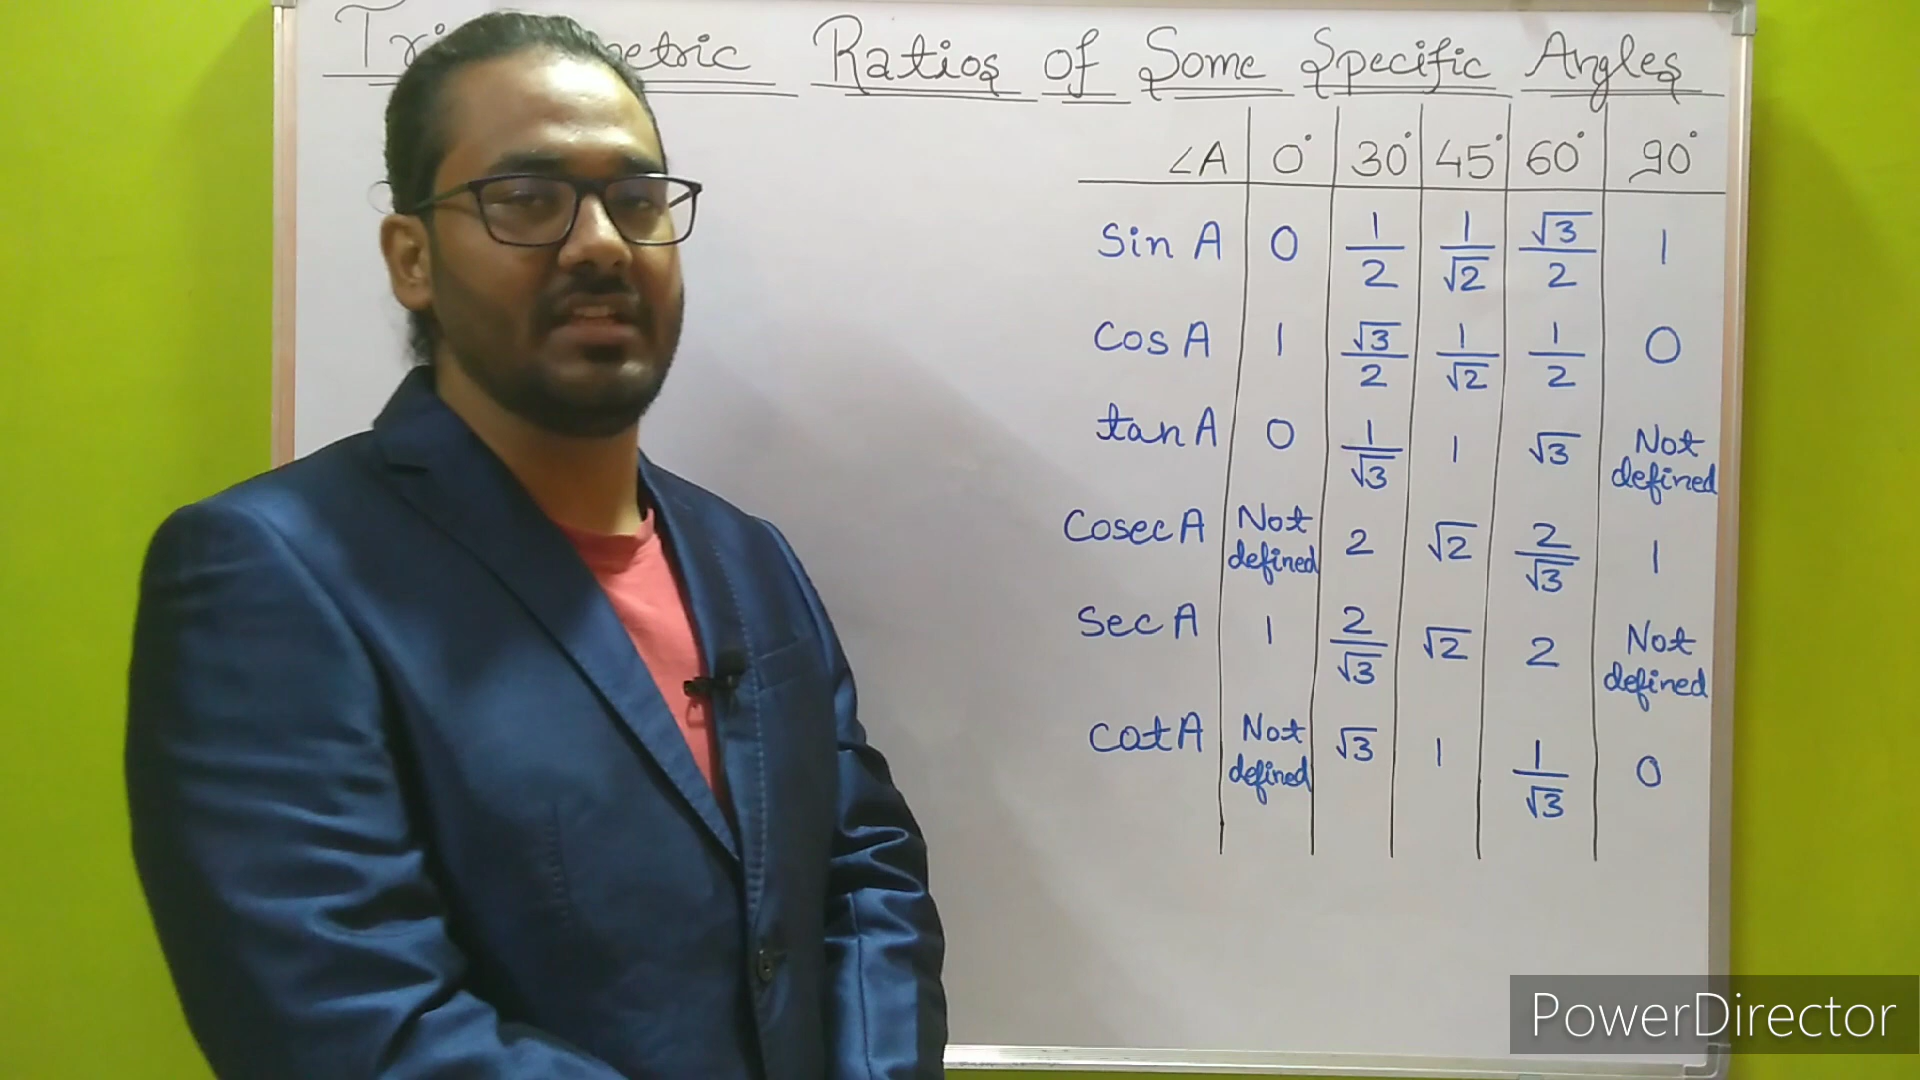 Ratios of Some Specific Angles
∠A 0° 30° 45° 60° 90°
Sin A 0 1/2 1/√2 √3/2 1
Cos A 1 √3/2 1/√2 1/2 0
tan A 0 1/√3 1 √3 Not defined
Cosec A Not defined 2 √2 2/√3 1
Sec A 1 2/√3 √2 2 Not defined
Cot A Not defined √3 1 1/√3 0
PowerDirector